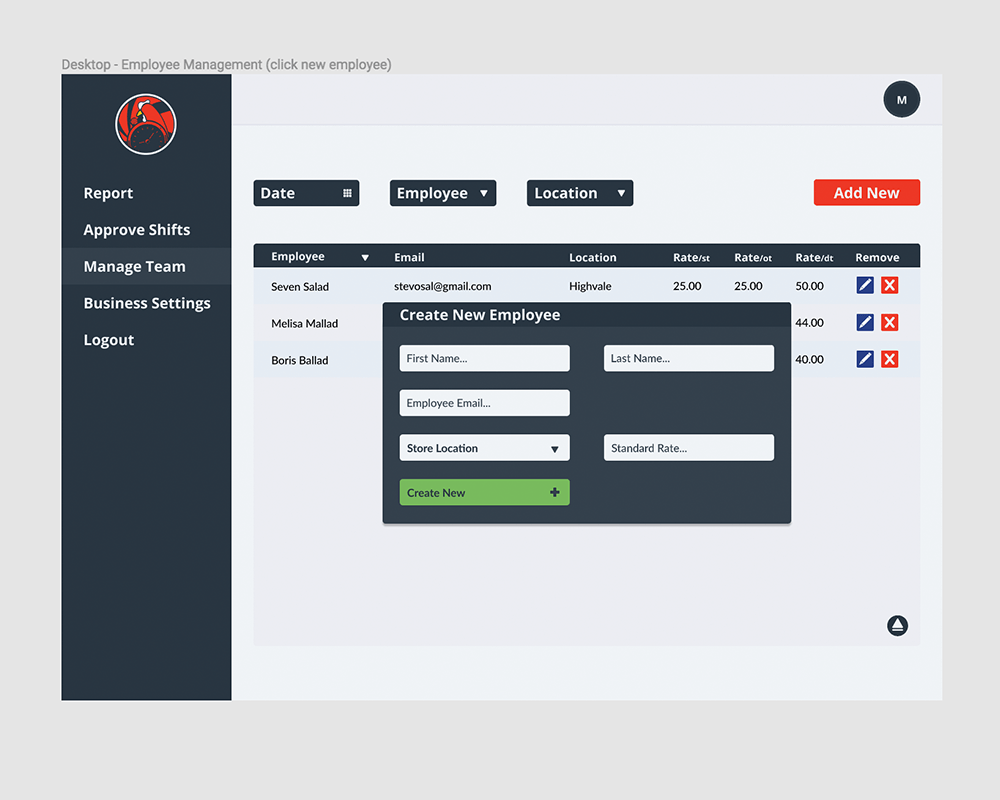 Desktop - Employee Management (click new employee)
M
Report
Approve Shifts
Manage Team
Business Settings
Logout
Date
Employee
Location
Add New
Employee Email Location Rate/st Rate/ot Rate/dt Remove
Seven Salad stevosal@gmail.com Highvale 25.00 25.00 50.00
Melisa Mallad 44.00
Boris Ballad 40.00
Create New Employee
First Name... Last Name...
Employee Email...
Store Location Standard Rate...
Create New